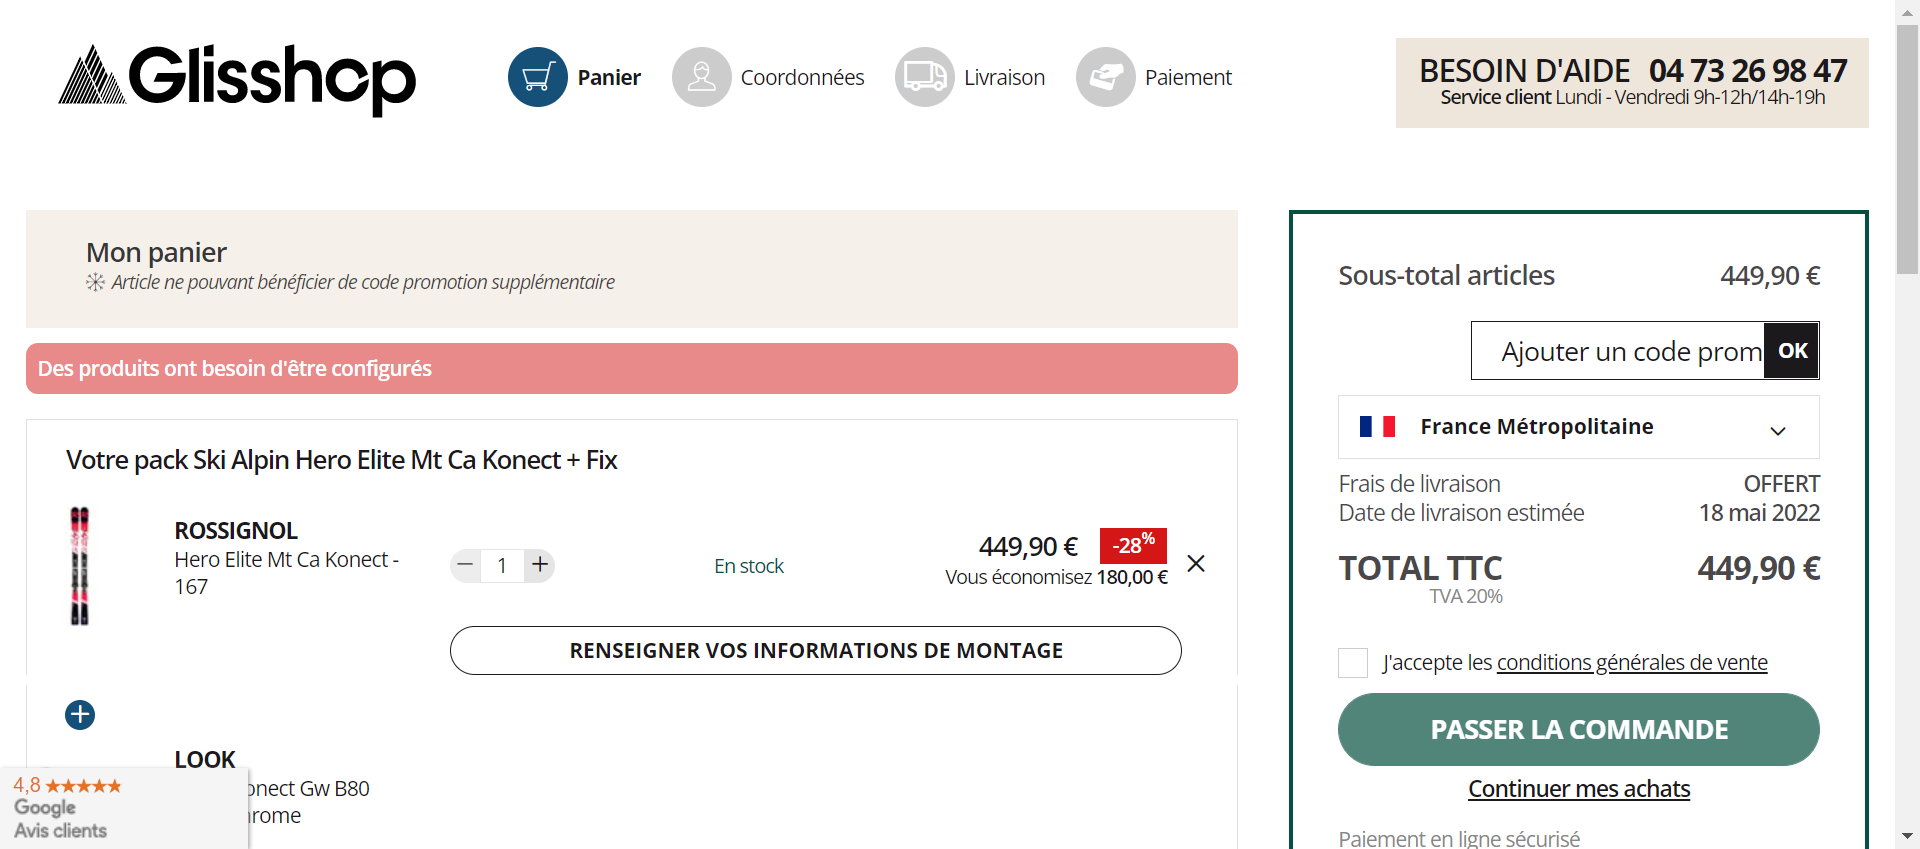 Glisshop
Panier
Coordonnées
Livraison
Paiement
BESOIN D'AIDE 04 73 26 98 47
Service client Lundi - Vendredi 9h-12h/14h-19h
Mon panier
Article ne pouvant bénéficier de code promotion supplémentaire
Des produits ont besoin d'être configurés
Votre pack Ski Alpin Hero Elite Mt Ca Konect + Fix
ROSSIGNOL
Hero Elite Mt Ca Konect -
167
1
En stock
449,90 €
-28%
Vous économisez 180,00 €
RENSEIGNER VOS INFORMATIONS DE MONTAGE
LOOK
onect Gw B80
rome
4,8
Google
Avis clients
Sous-total articles 449,90 €
Ajouter un code prom
OK
France Métropolitaine
Frais de livraison OFFERT
Date de livraison estimée 18 mai 2022
TOTAL TTC 449,90 €
TVA 20%
J'accepte les conditions générales de vente
PASSER LA COMMANDE
Continuer mes achats
Paiement en ligne sécurisé